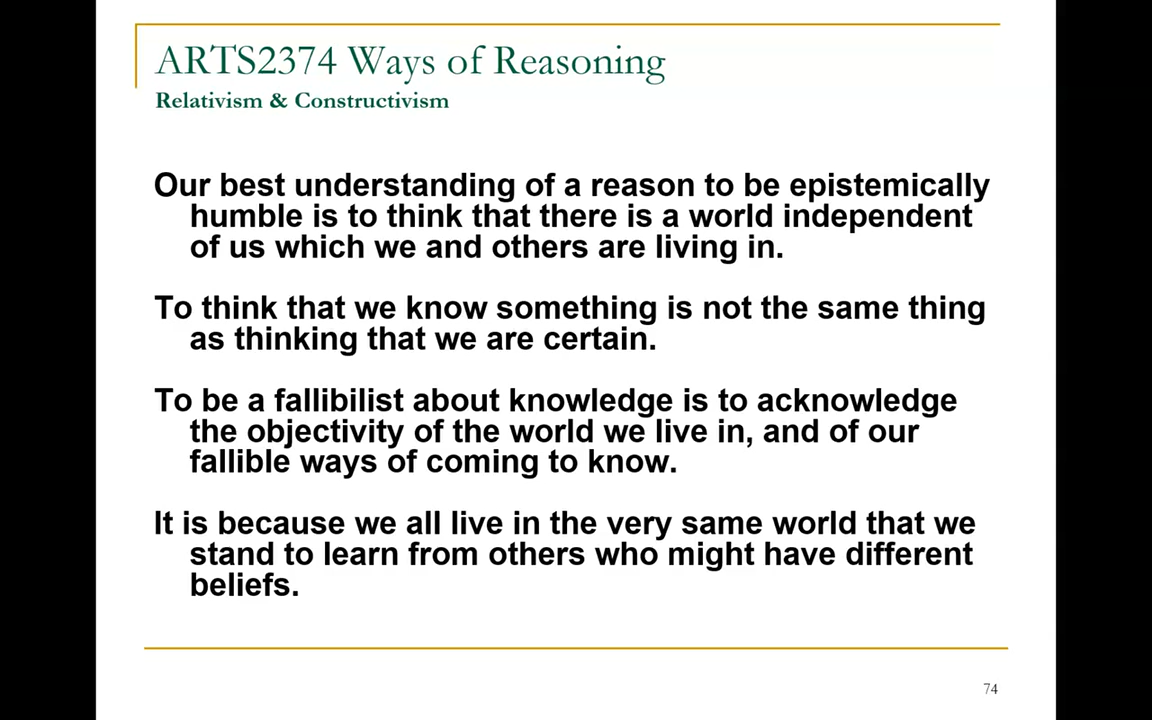 ARTS2374 Ways of Reasoning
Relativism & Constructivism
Our best understanding of a reason to be epistemically
humble is to think that there is a world independent
of us which we and others are living in.
To think that we know something is not the same thing
as thinking that we are certain.
To be a fallibilist about knowledge is to acknowledge
the objectivity of the world we live in, and of our
fallible ways of coming to know.
It is because we all live in the very same world that we
stand to learn from others who might have different
beliefs.
74